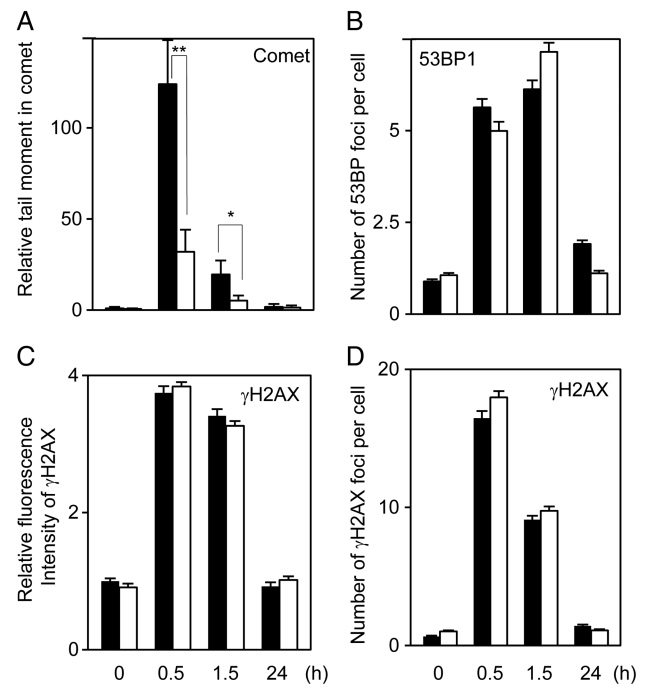 A
Relative tail moment in comet
100
50
0
**
*
Comet
B
Number of 53BP foci per cell
5
2.5
0
53BP1
C
Relative fluorescence
Intensity of γH2AX
4
2
0
γH2AX
0 0.5 1.5 24 (h)
D
Number of γH2AX foci per cell
20
10
0
γH2AX
0 0.5 1.5 24 (h)